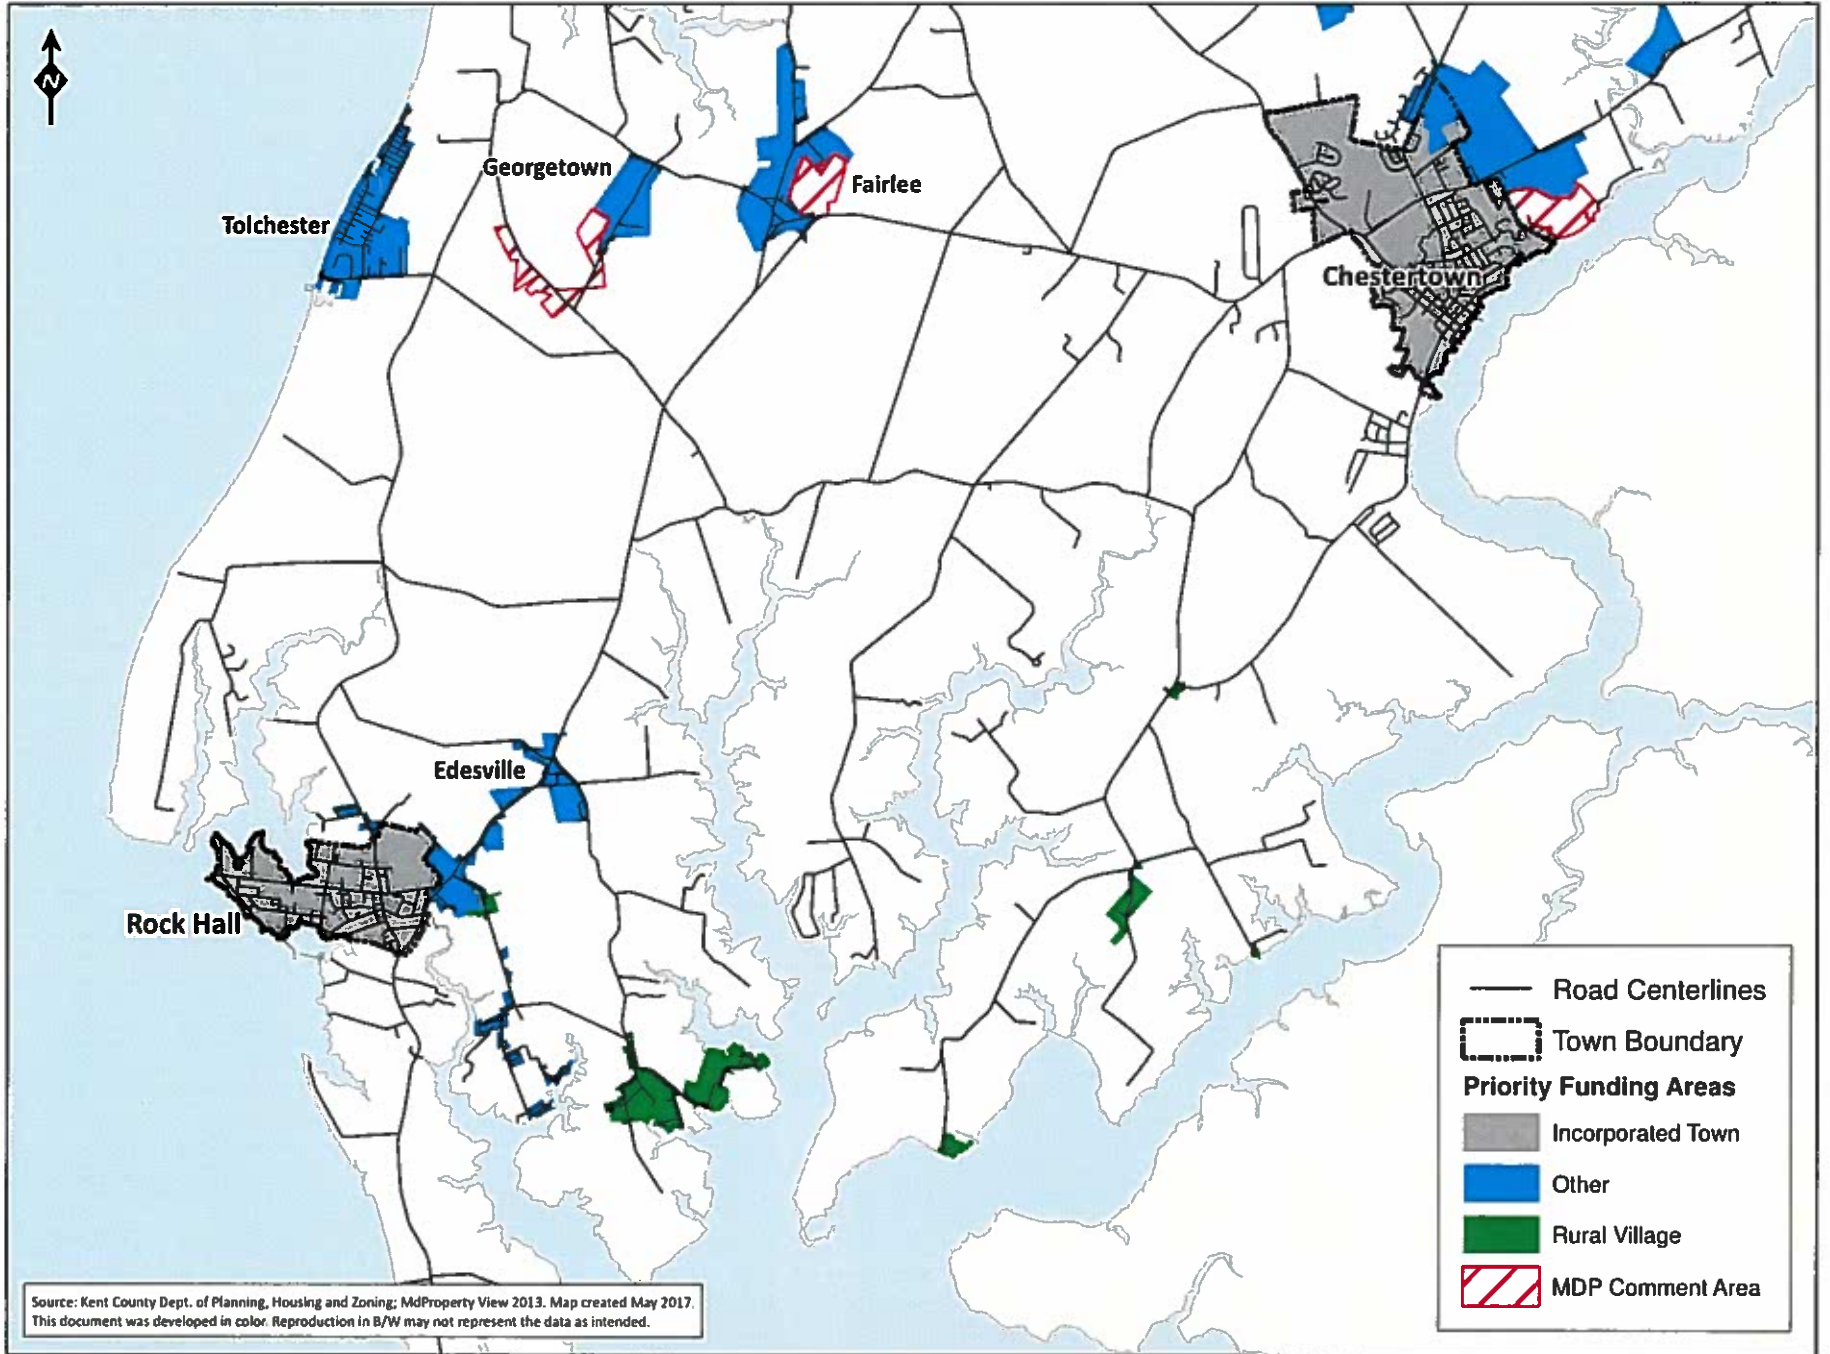 N
Georgetown
Fairlee
Tolchester
Chestertown
Edesville
Rock Hall
Road Centerlines
Town Boundary
Priority Funding Areas
Incorporated Town
Other
Rural Village
MDP Comment Area
Source: Kent County Dept. of Planning, Housing and Zoning; MdProperty View 2013. Map created May 2017.
This document was developed in color. Reproduction in B/W may not represent the data as intended.